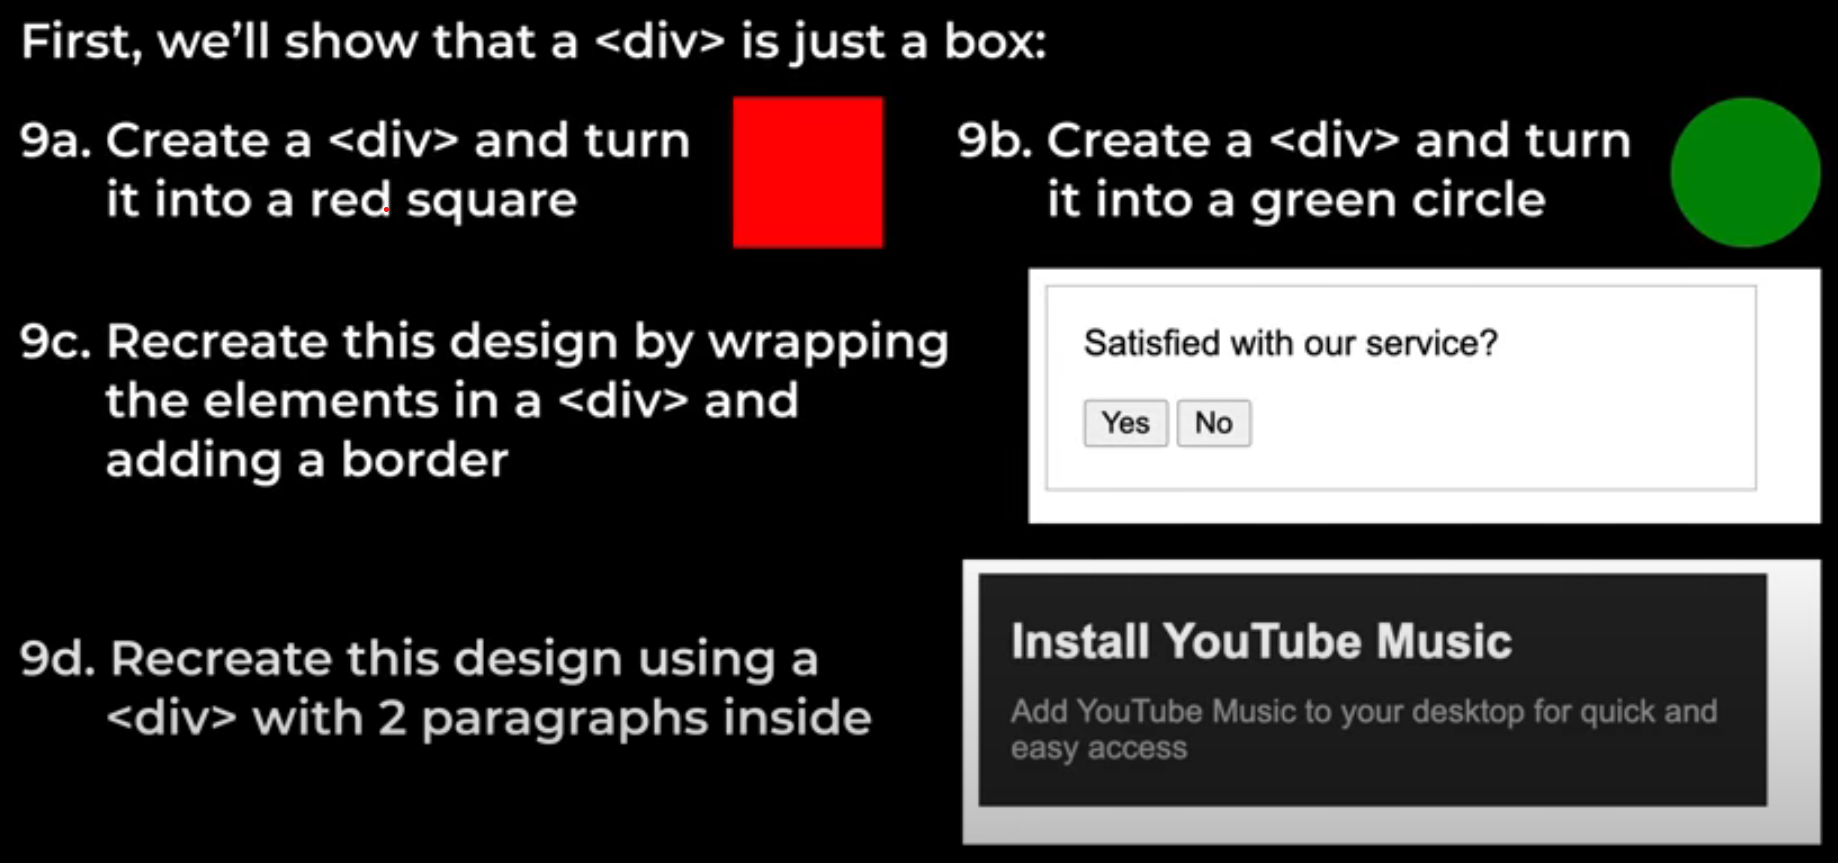 First, we'll show that a <div> is just a box:
9a. Create a <div> and turn
it into a red square
9b. Create a <div> and turn
it into a green circle
9c. Recreate this design by wrapping
the elements in a <div> and
adding a border
Satisfied with our service?
Yes No
9d. Recreate this design using a
<div> with 2 paragraphs inside
Install YouTube Music
Add YouTube Music to your desktop for quick and
easy access